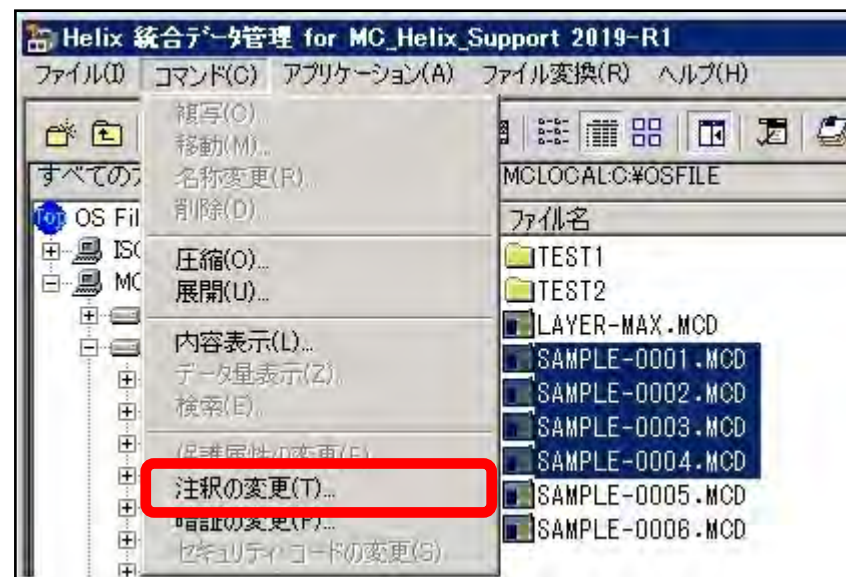 Helix 統合データ管理 for MC_Helix_Support 2019-R1
ファイル(I) コマンド(C) アプリケーション(A) ファイル変換(R) ヘルプ(H)
複写(C)...
移動(M)...
名称変更(R)...
削除(D)...
圧縮(O)...
展開(U)...
内容表示(L)...
データ量表示(Z)...
検索(E)...
保護属性の変更(F)...
注釈の変更(T)...
暗証の変更(P)...
セキュリティ・コードの変更(S)
すべての
Top OS Fil
ISO
MC
MCLOCAL:C:¥OSFILE
ファイル名
TEST1
TEST2
LAYER-MAX.MCD
SAMPLE-0001.MCD
SAMPLE-0002.MCD
SAMPLE-0003.MCD
SAMPLE-0004.MCD
SAMPLE-0005.MCD
SAMPLE-0006.MCD